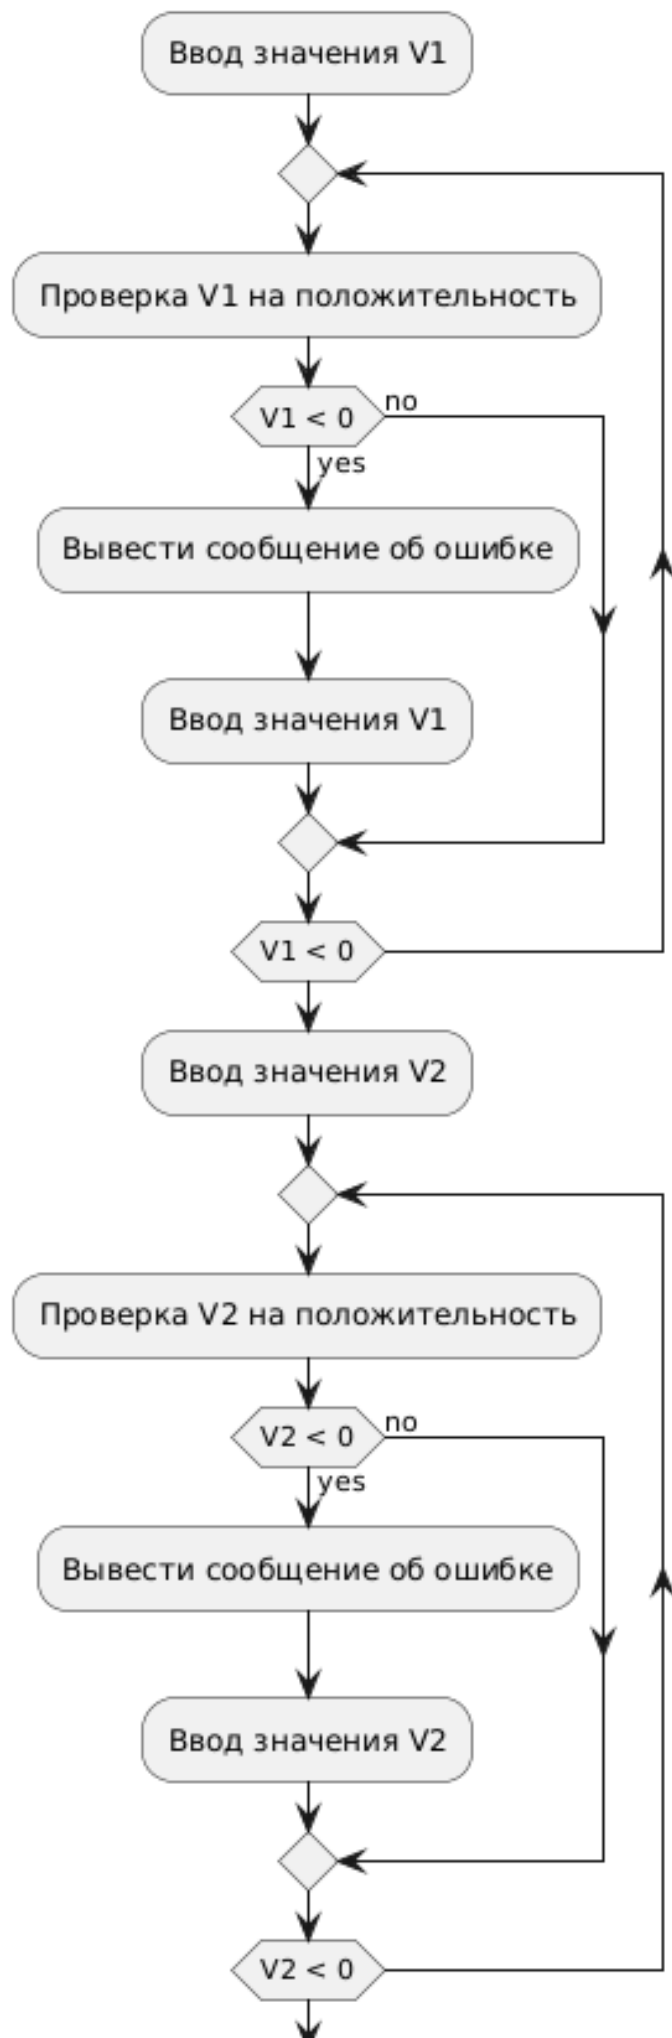 Ввод значения V1
Проверка V1 на положительность
V1 < 0
no
yes
Вывести сообщение об ошибке
Ввод значения V1
V1 < 0
Ввод значения V2
Проверка V2 на положительность
V2 < 0
no
yes
Вывести сообщение об ошибке
Ввод значения V2
V2 < 0